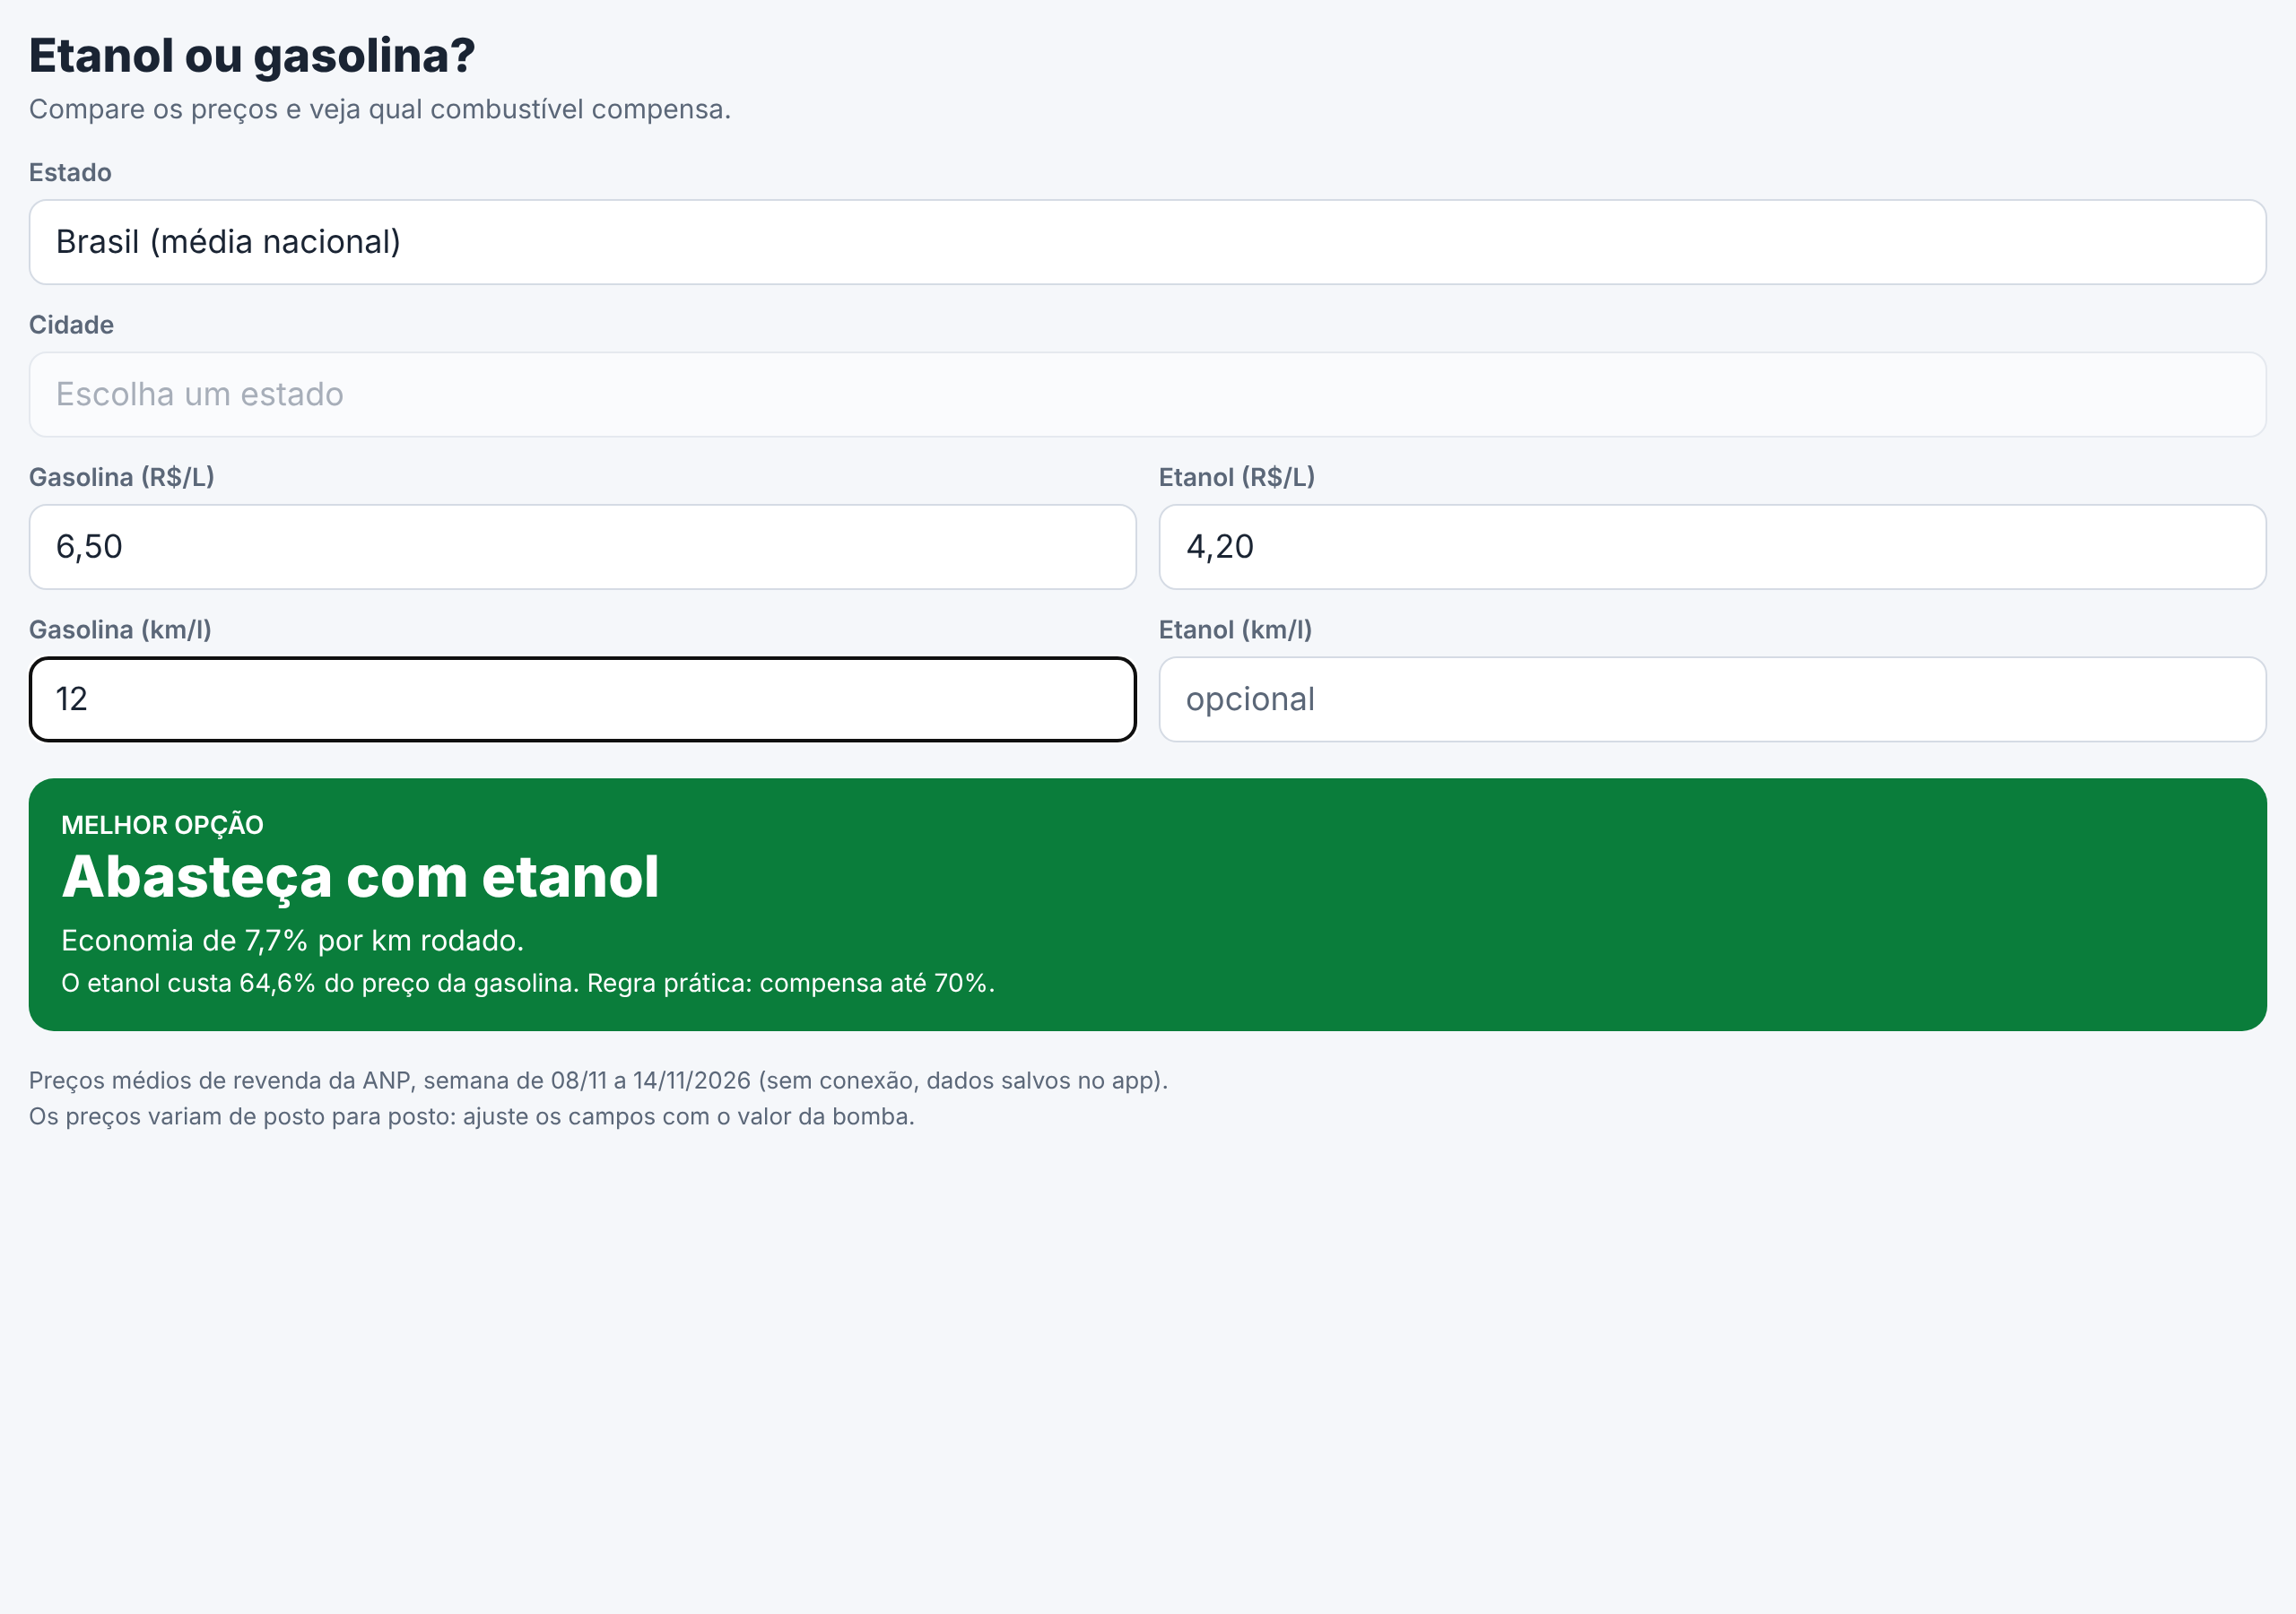 Etanol ou gasolina?
Compare os preços e veja qual combustível compensa.
Estado
Brasil (média nacional)
Cidade
Escolha um estado
Gasolina (R$/L)
Etanol (R$/L)
6,50
4,20
Gasolina (km/l)
Etanol (km/l)
12
opcional
MELHOR OPÇÃO
Abasteça com etanol
Economia de 7,7% por km rodado.
O etanol custa 64,6% do preço da gasolina. Regra prática: compensa até 70%.
Preços médios de revenda da ANP, semana de 08/11 a 14/11/2026 (sem conexão, dados salvos no app).
Os preços variam de posto para posto: ajuste os campos com o valor da bomba.